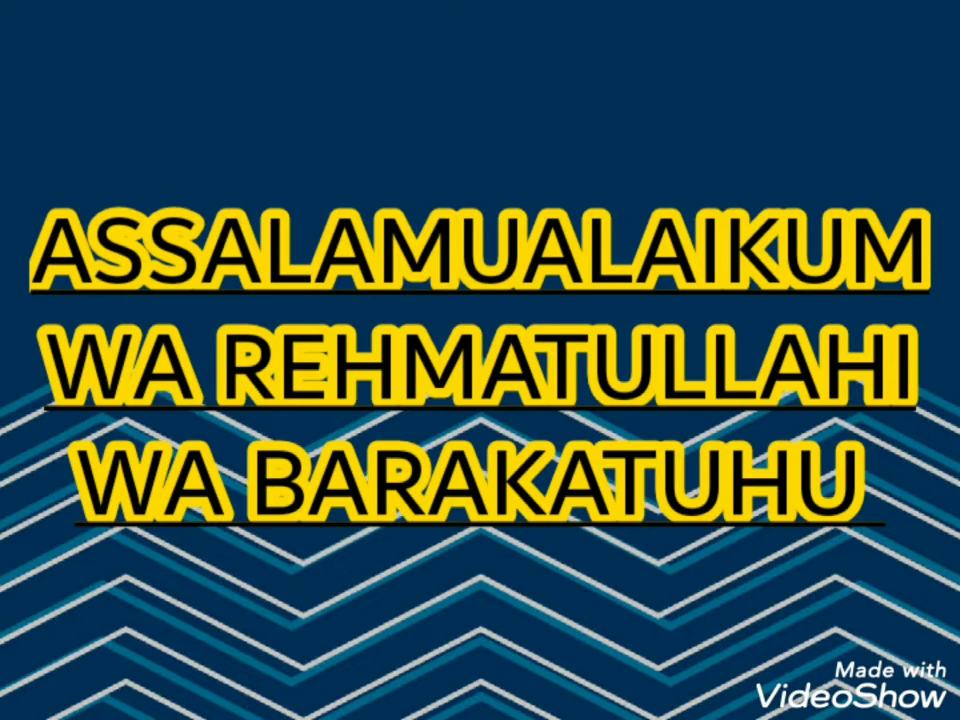 ASSALAMUALAIKUM
WA REHMATULLAHI
WA BARAKATUHU
Made with
VideoShow